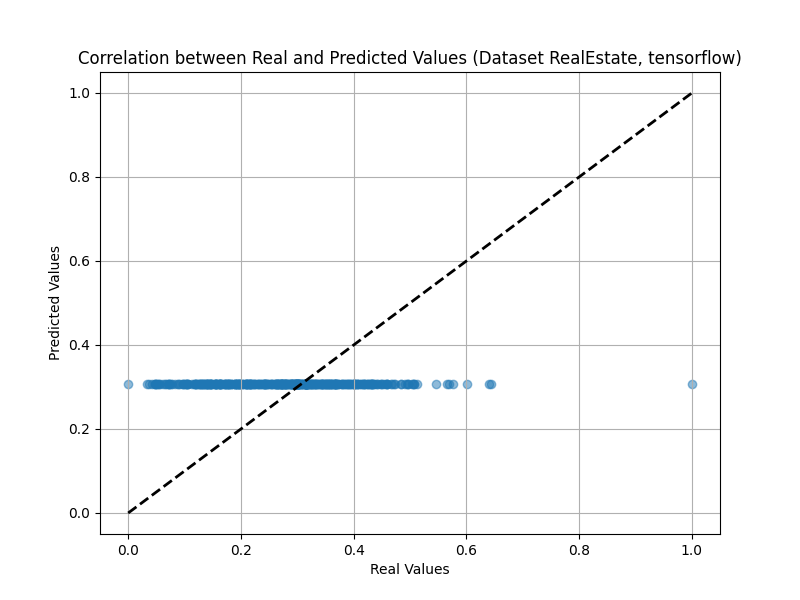 Correlation between Real and Predicted Values (Dataset RealEstate, tensorflow)
1.0
0.8
0.6
0.4
0.2
0.0
Predicted Values
0.0 0.2 0.4 0.6 0.8 1.0
Real Values